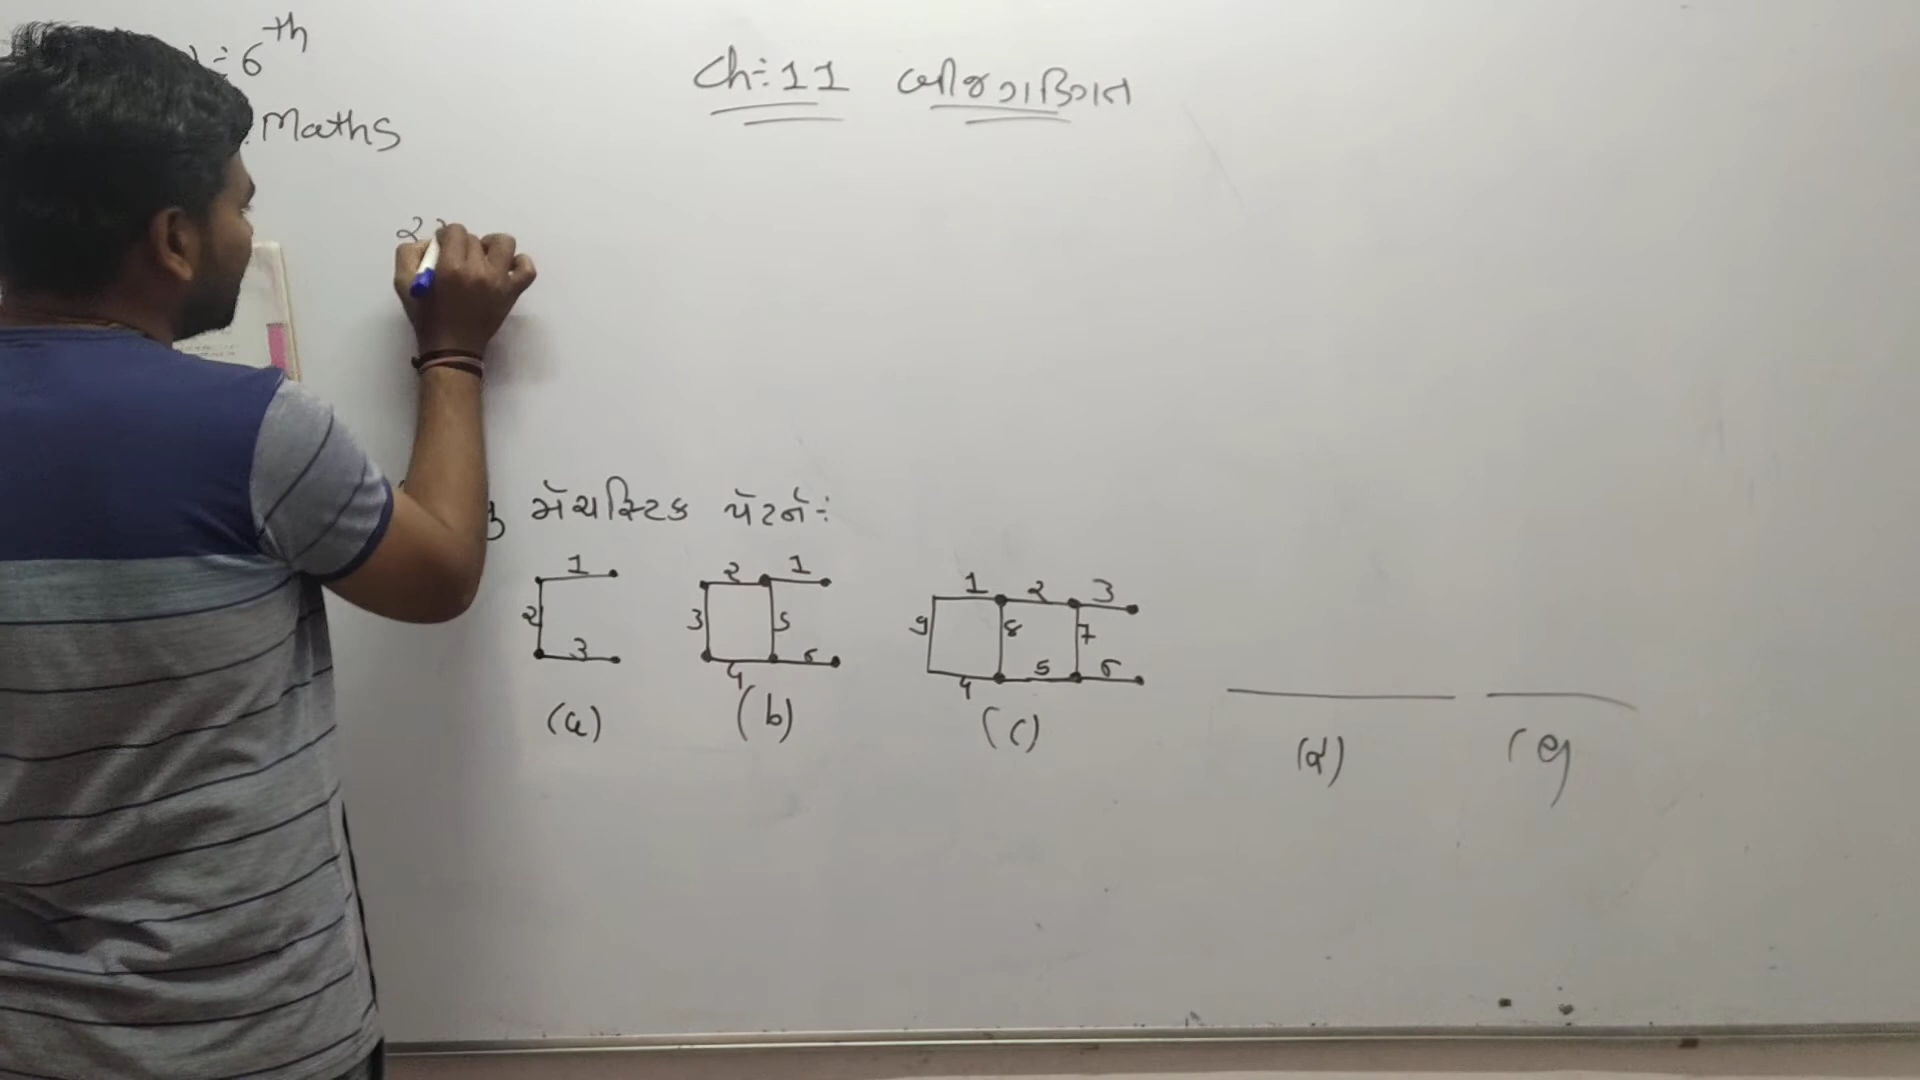 : 6th
Maths
Ch: 11 બીજગણિત
મૅચસ્ટિક પૅટર્ન :
1 2 3
2 1 3 5 4 6
1 2 3 9 8 7 4 5 6
(a) (b) (c) (d) (e)